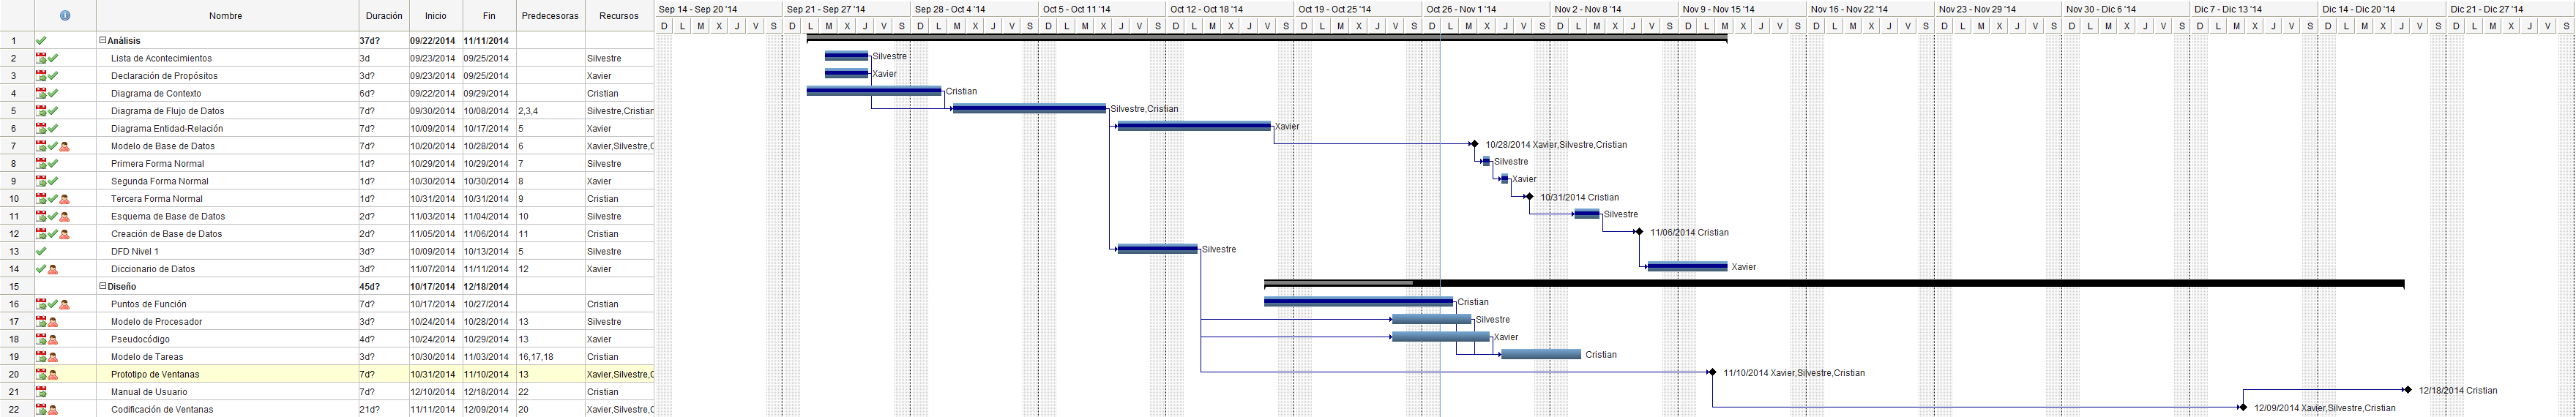 Nombre Duración Inicio Fin Predecesoras Recursos
Sep 14 - Sep 20 '14 Sep 21 - Sep 27 '14 Sep 28 - Oct 4 '14 Oct 5 - Oct 11 '14 Oct 12 - Oct 18 '14 Oct 19 - Oct 25 '14 Oct 26 - Nov 1 '14 Nov 2 - Nov 8 '14 Nov 9 - Nov 15 '14 Nov 16 - Nov 22 '14 Nov 23 - Nov 29 '14 Nov 30 - Dic 6 '14 Dic 7 - Dic 13 '14 Dic 14 - Dic 20 '14 Dic 21 - Dic 27 '14
D L M X J V S D L M X J V S D L M X J V S D L M X J V S D L M X J V S D L M X J V S D L M X J V S D L M X J V S D L M X J V S D L M X J V S D L M X J V S D L M X J V S D L M X J V S D L M X J V S D L M X J V S
1 Análisis 37d? 09/22/2014 11/11/2014
2 Lista de Acontecimientos 3d 09/23/2014 09/25/2014 Silvestre Silvestre
3 Declaración de Propósitos 3d? 09/23/2014 09/25/2014 Xavier Xavier
4 Diagrama de Contexto 6d? 09/22/2014 09/29/2014 Cristian Cristian
5 Diagrama de Flujo de Datos 7d? 09/30/2014 10/08/2014 2,3,4 Silvestre,Cristian Silvestre,Cristian
6 Diagrama Entidad-Relación 7d? 10/09/2014 10/17/2014 5 Xavier Xavier
7 Modelo de Base de Datos 7d? 10/20/2014 10/28/2014 6 Xavier,Silvestre,C 10/28/2014 Xavier,Silvestre,Cristian
8 Primera Forma Normal 1d? 10/29/2014 10/29/2014 7 Silvestre Silvestre
9 Segunda Forma Normal 1d? 10/30/2014 10/30/2014 8 Xavier Xavier
10 Tercera Forma Normal 1d? 10/31/2014 10/31/2014 9 Cristian 10/31/2014 Cristian
11 Esquema de Base de Datos 2d? 11/03/2014 11/04/2014 10 Silvestre Silvestre
12 Creación de Base de Datos 2d? 11/05/2014 11/06/2014 11 Cristian 11/06/2014 Cristian
13 DFD Nivel 1 3d? 10/09/2014 10/13/2014 5 Silvestre Silvestre
14 Diccionario de Datos 3d? 11/07/2014 11/11/2014 12 Xavier Xavier
15 Diseño 45d? 10/17/2014 12/18/2014
16 Puntos de Función 7d? 10/17/2014 10/27/2014 Cristian Cristian
17 Modelo de Procesador 3d? 10/24/2014 10/28/2014 13 Silvestre Silvestre
18 Pseudocódigo 4d? 10/24/2014 10/29/2014 13 Xavier Xavier
19 Modelo de Tareas 3d? 10/30/2014 11/03/2014 16,17,18 Cristian Cristian
20 Prototipo de Ventanas 7d? 10/31/2014 11/10/2014 13 Xavier,Silvestre,C 11/10/2014 Xavier,Silvestre,Cristian
21 Manual de Usuario 7d? 12/10/2014 12/18/2014 22 Cristian 12/18/2014 Cristian
22 Codificación de Ventanas 21d? 11/11/2014 12/09/2014 20 Xavier,Silvestre,C 12/09/2014 Xavier,Silvestre,Cristian